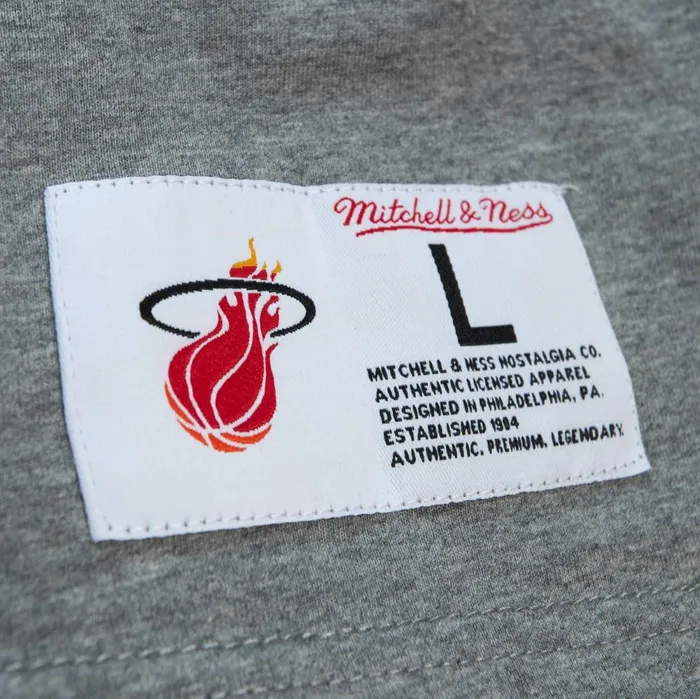 Mitchell & Ness
L
MITCHELL & NESS NOSTALGIA CO.
AUTHENTIC LICENSED APPAREL
DESIGNED IN PHILADELPHIA, PA.
ESTABLISHED 1904
AUTHENTIC. PREMIUM. LEGENDARY.